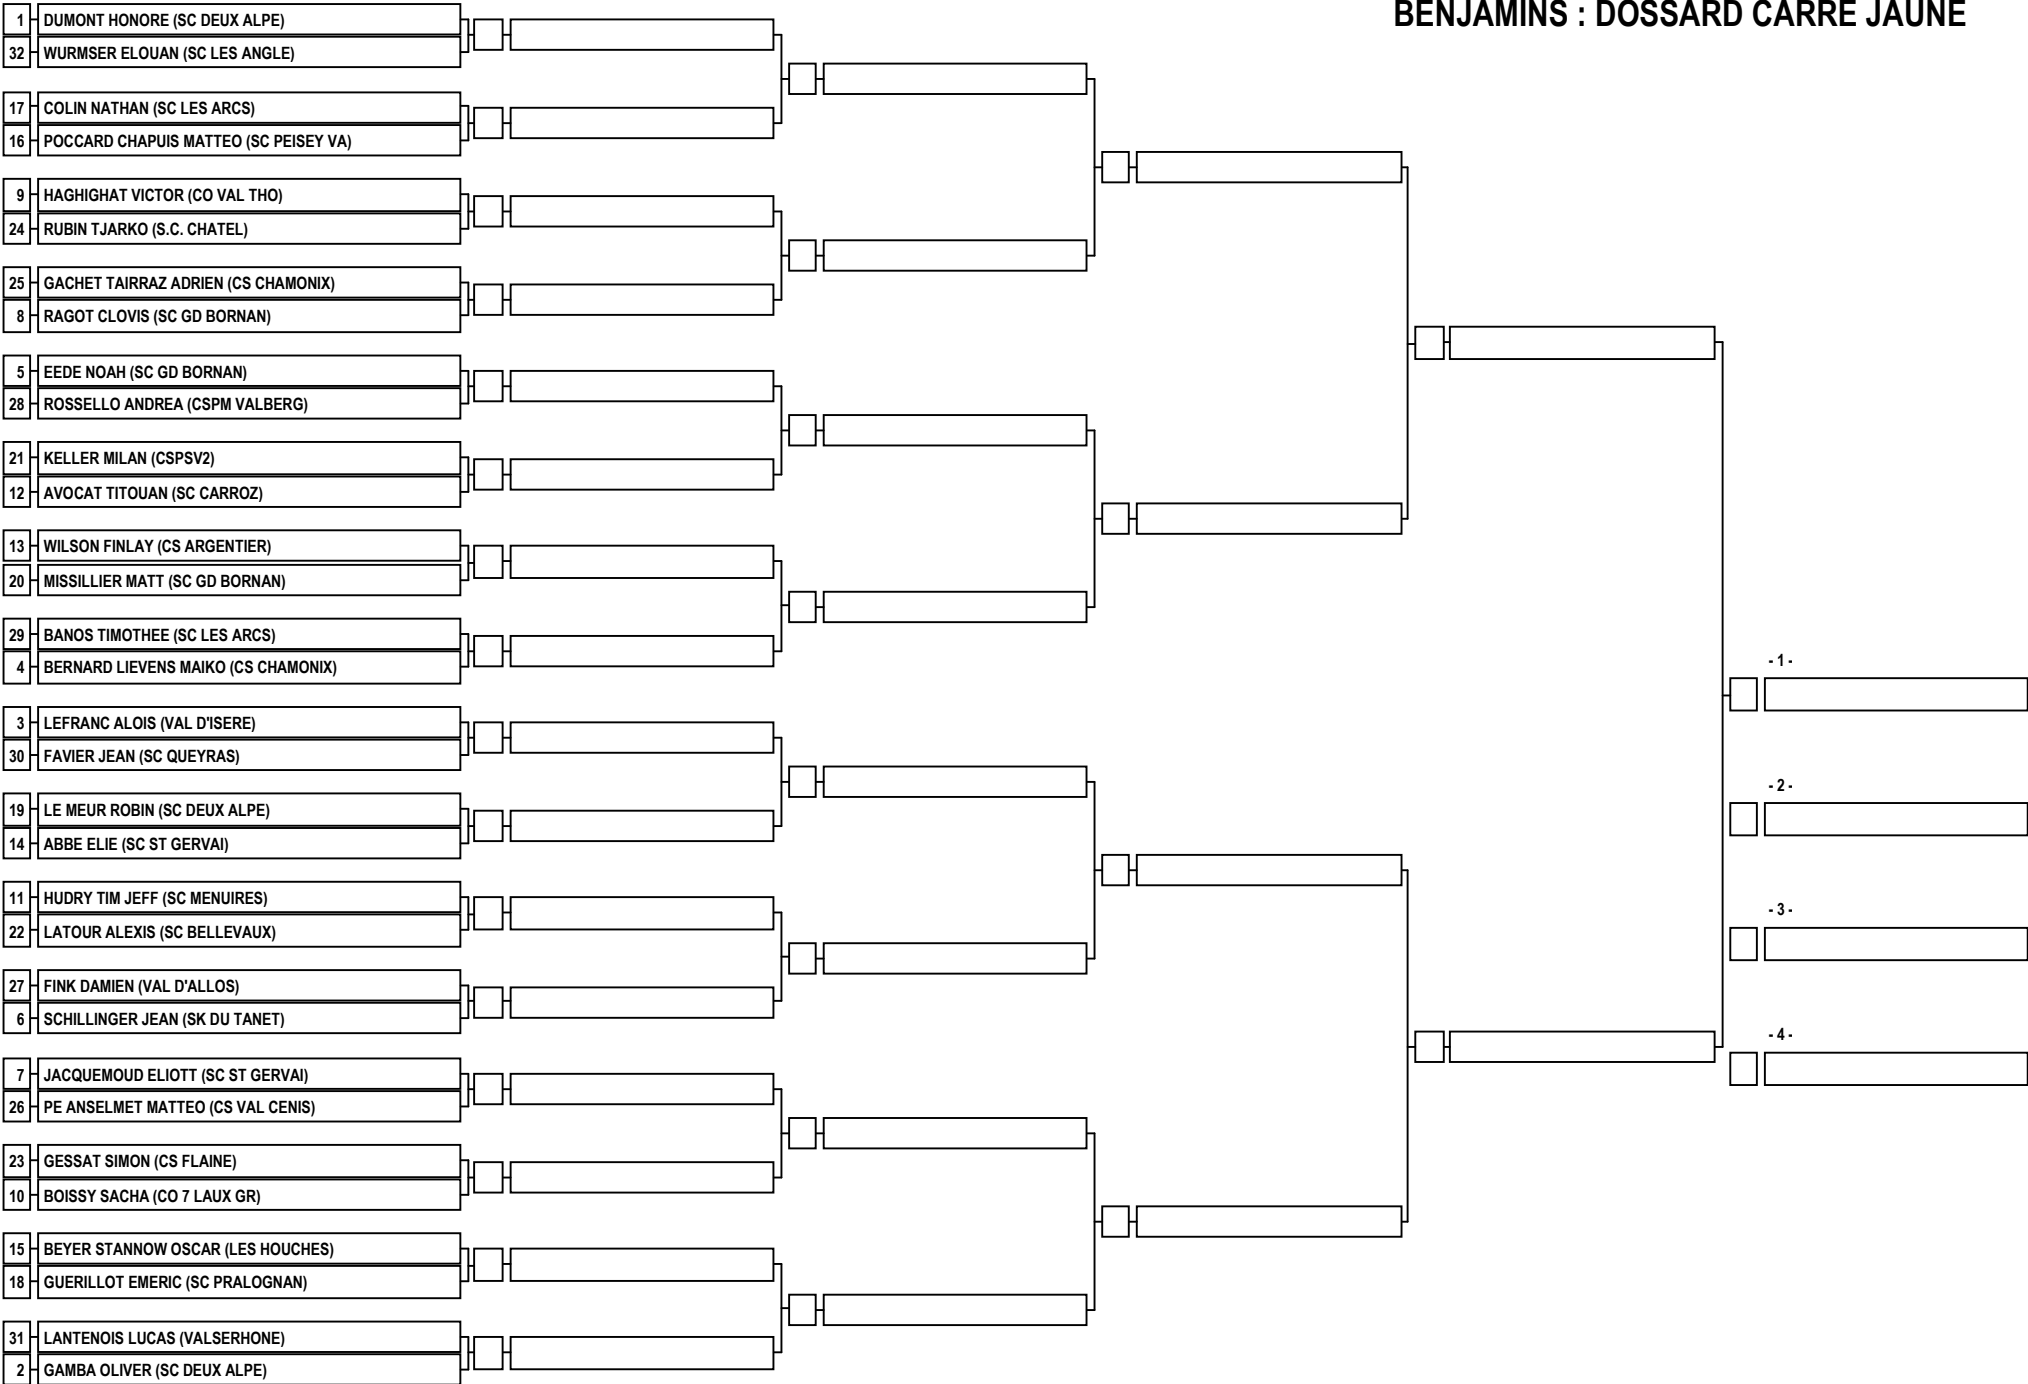 BENJAMINS : DOSSARD CARRE JAUNE
1 DUMONT HONORE (SC DEUX ALPE)
32 WURMSER ELOUAN (SC LES ANGLE)
17 COLIN NATHAN (SC LES ARCS)
16 POCCARD CHAPUIS MATTEO (SC PEISEY VA)
9 HAGHIGHAT VICTOR (CO VAL THO)
24 RUBIN TJARKO (S.C. CHATEL)
25 GACHET TAIRRAZ ADRIEN (CS CHAMONIX)
8 RAGOT CLOVIS (SC GD BORNAN)
5 EEDE NOAH (SC GD BORNAN)
28 ROSSELLO ANDREA (CSPM VALBERG)
21 KELLER MILAN (CSPSV2)
12 AVOCAT TITOUAN (SC CARROZ)
13 WILSON FINLAY (CS ARGENTIER)
20 MISSILLIER MATT (SC GD BORNAN)
29 BANOS TIMOTHEE (SC LES ARCS)
4 BERNARD LIEVENS MAIKO (CS CHAMONIX)
3 LEFRANC ALOIS (VAL D'ISERE)
30 FAVIER JEAN (SC QUEYRAS)
19 LE MEUR ROBIN (SC DEUX ALPE)
14 ABBE ELIE (SC ST GERVAI)
11 HUDRY TIM JEFF (SC MENUIRES)
22 LATOUR ALEXIS (SC BELLEVAUX)
27 FINK DAMIEN (VAL D'ALLOS)
6 SCHILLINGER JEAN (SK DU TANET)
7 JACQUEMOUD ELIOTT (SC ST GERVAI)
26 PE ANSELMET MATTEO (CS VAL CENIS)
23 GESSAT SIMON (CS FLAINE)
10 BOISSY SACHA (CO 7 LAUX GR)
15 BEYER STANNOW OSCAR (LES HOUCHES)
18 GUERILLOT EMERIC (SC PRALOGNAN)
31 LANTENOIS LUCAS (VALSERHONE)
2 GAMBA OLIVER (SC DEUX ALPE)
- 1 -
- 2 -
- 3 -
- 4 -